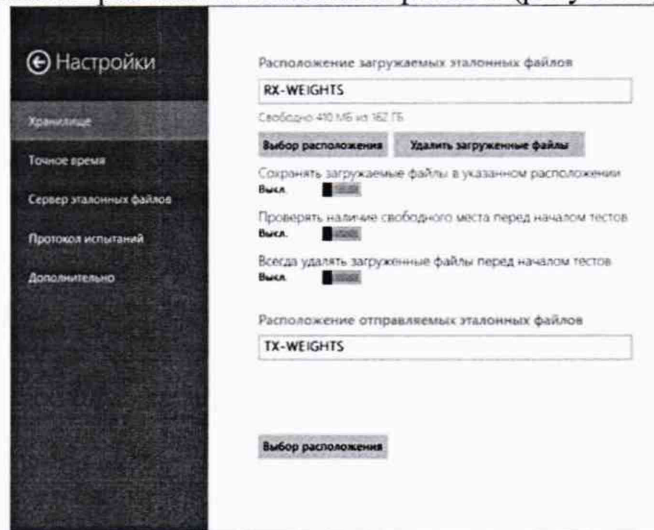 Настройки
Хранилище
Точное время
Сервер эталонных файлов
Протокол испытаний
Дополнительно
Расположение загружаемых эталонных файлов
RX-WEIGHTS
Свободно 410 МБ из 162 ГБ
Выбор расположения
Удалить загруженные файлы
Сохранять загружаемые файлы в указанном расположении
Выкл.
Проверять наличие свободного места перед началом тестов
Выкл.
Всегда удалять загруженные файлы перед началом тестов
Выкл.
Расположение отправляемых эталонных файлов
TX-WEIGHTS
Выбор расположения